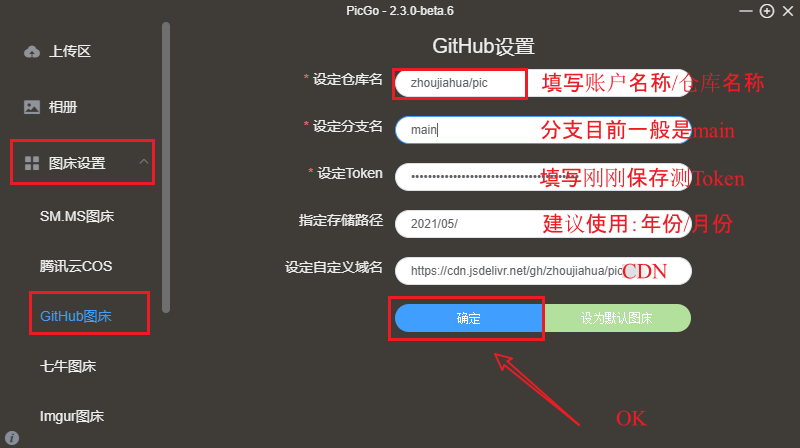 PicGo - 2.3.0-beta.6
上传区
相册
图床设置
SM.MS图床
腾讯云COS
GitHub图床
七牛图床
Imgur图床
GitHub设置
* 设定仓库名 zhoujiahua/pic 填写账户名称/仓库名称
* 设定分支名 main 分支目前一般是main
* 设定Token 填写刚刚保存测Token
指定存储路径 2021/05/ 建议使用:年份/月份
设定自定义域名 https://cdn.jsdelivr.net/gh/zhoujiahua/pic CDN
确定 设为默认图床
OK